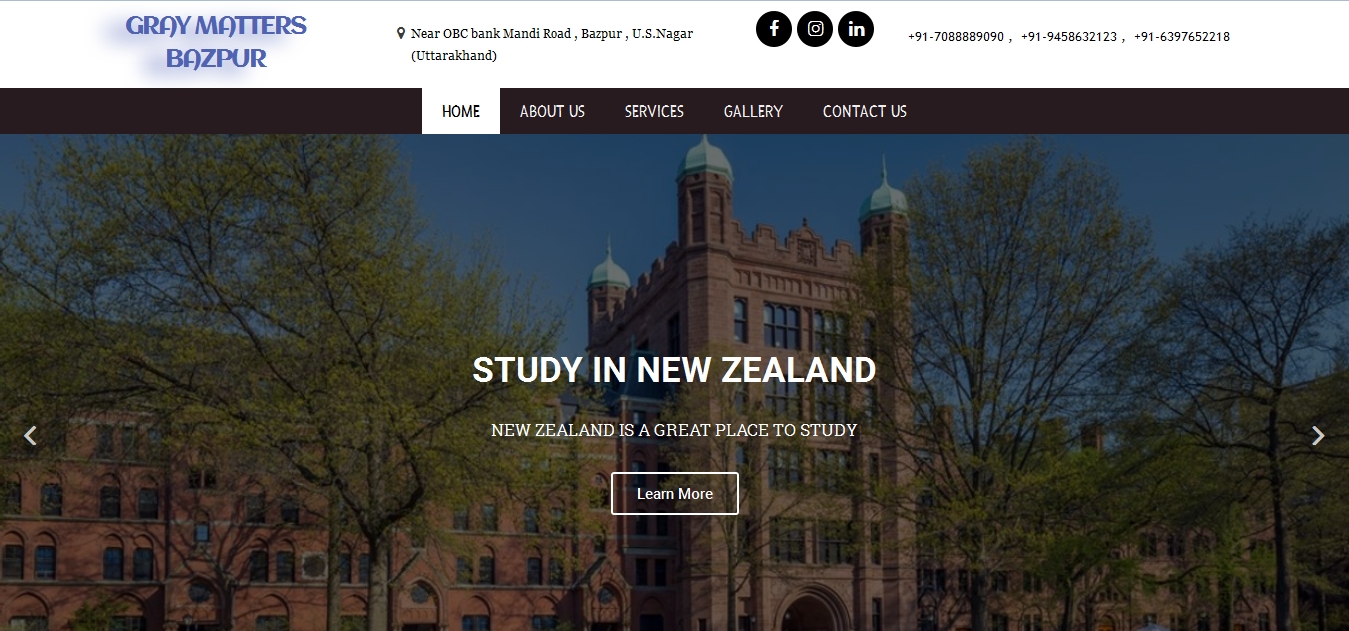 GRAY MATTERS
BAZPUR
Near OBC bank Mandi Road , Bazpur , U.S.Nagar
(Uttarakhand)
+91-7088889090 , +91-9458632123 , +91-6397652218
HOME ABOUT US SERVICES GALLERY CONTACT US
STUDY IN NEW ZEALAND
NEW ZEALAND IS A GREAT PLACE TO STUDY
Learn More